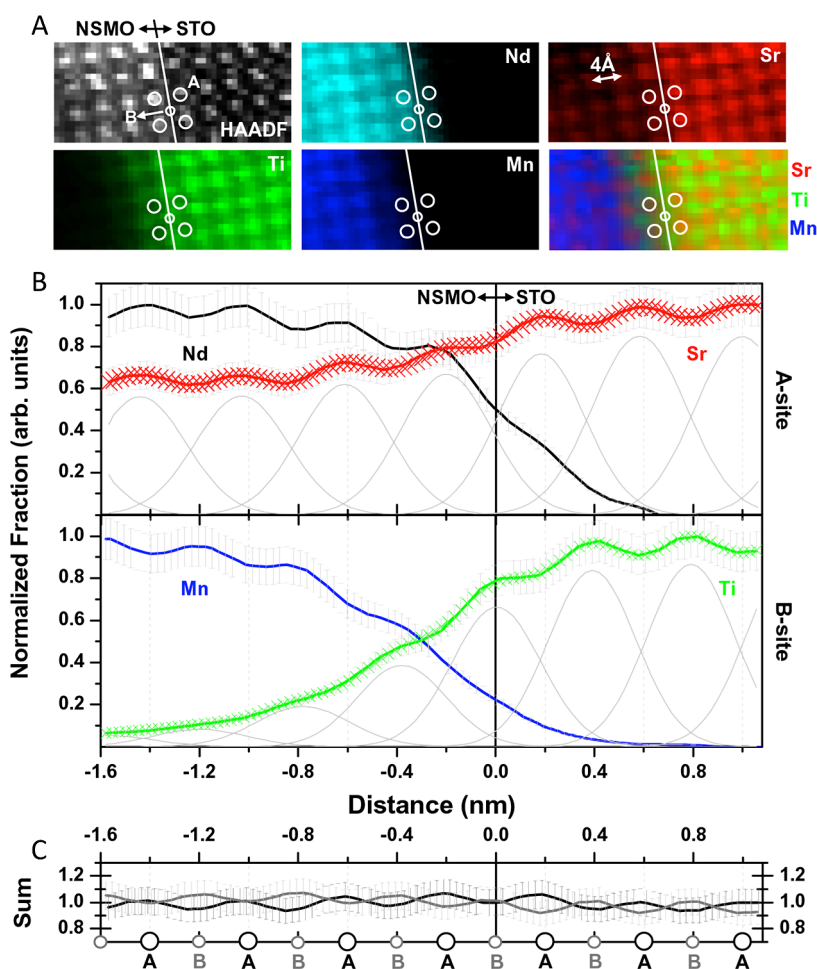 A
NSMO STO
A
B
HAADF
Nd
4Å
Sr
Ti
Mn
Sr
Ti
Mn
B
NSMO STO
Nd
Sr
1.0
0.8
0.6
0.4
0.2
A-site
Mn
Ti
1.0
0.8
0.6
0.4
0.2
B-site
Normalized Fraction (arb. units)
-1.6 -1.2 -0.8 -0.4 0.0 0.4 0.8
Distance (nm)
-1.6 -1.2 -0.8 -0.4 0.0 0.4 0.8
C
Sum
1.2 1.2
1.0 1.0
0.8 0.8
A B A B A B A B A B A B A